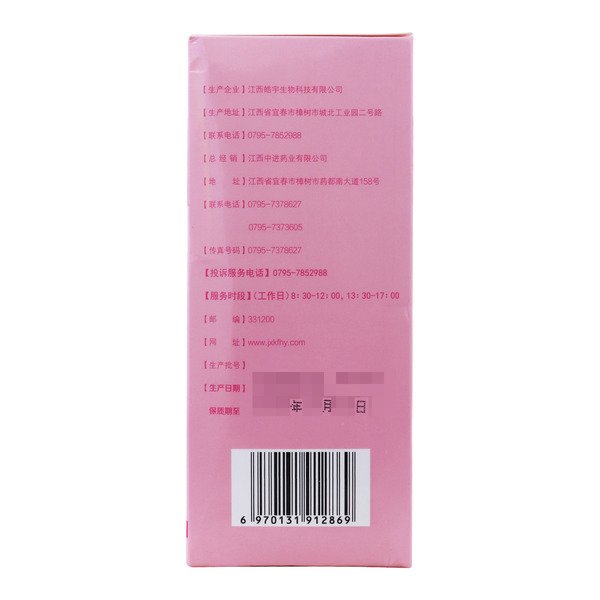 【生产企业】江西皓宇生物科技有限公司
【生产地址】江西省宜春市樟树市城北工业园二号路
【联系电话】0795-7852988
【总经销】江西中进药业有限公司
【地址】江西省宜春市樟树市药都南大道158号
【联系电话】0795-7378627
0795-7373605
【传真号码】0795-7378627
【投诉服务电话】0795-7852988
【服务时段】(工作日)8:30-12:00,13:30-17:00
【邮编】331200
【网址】www.jxkfhy.com
【生产批号】
【生产日期】
保质期至 年 月 日
6 970131 912869